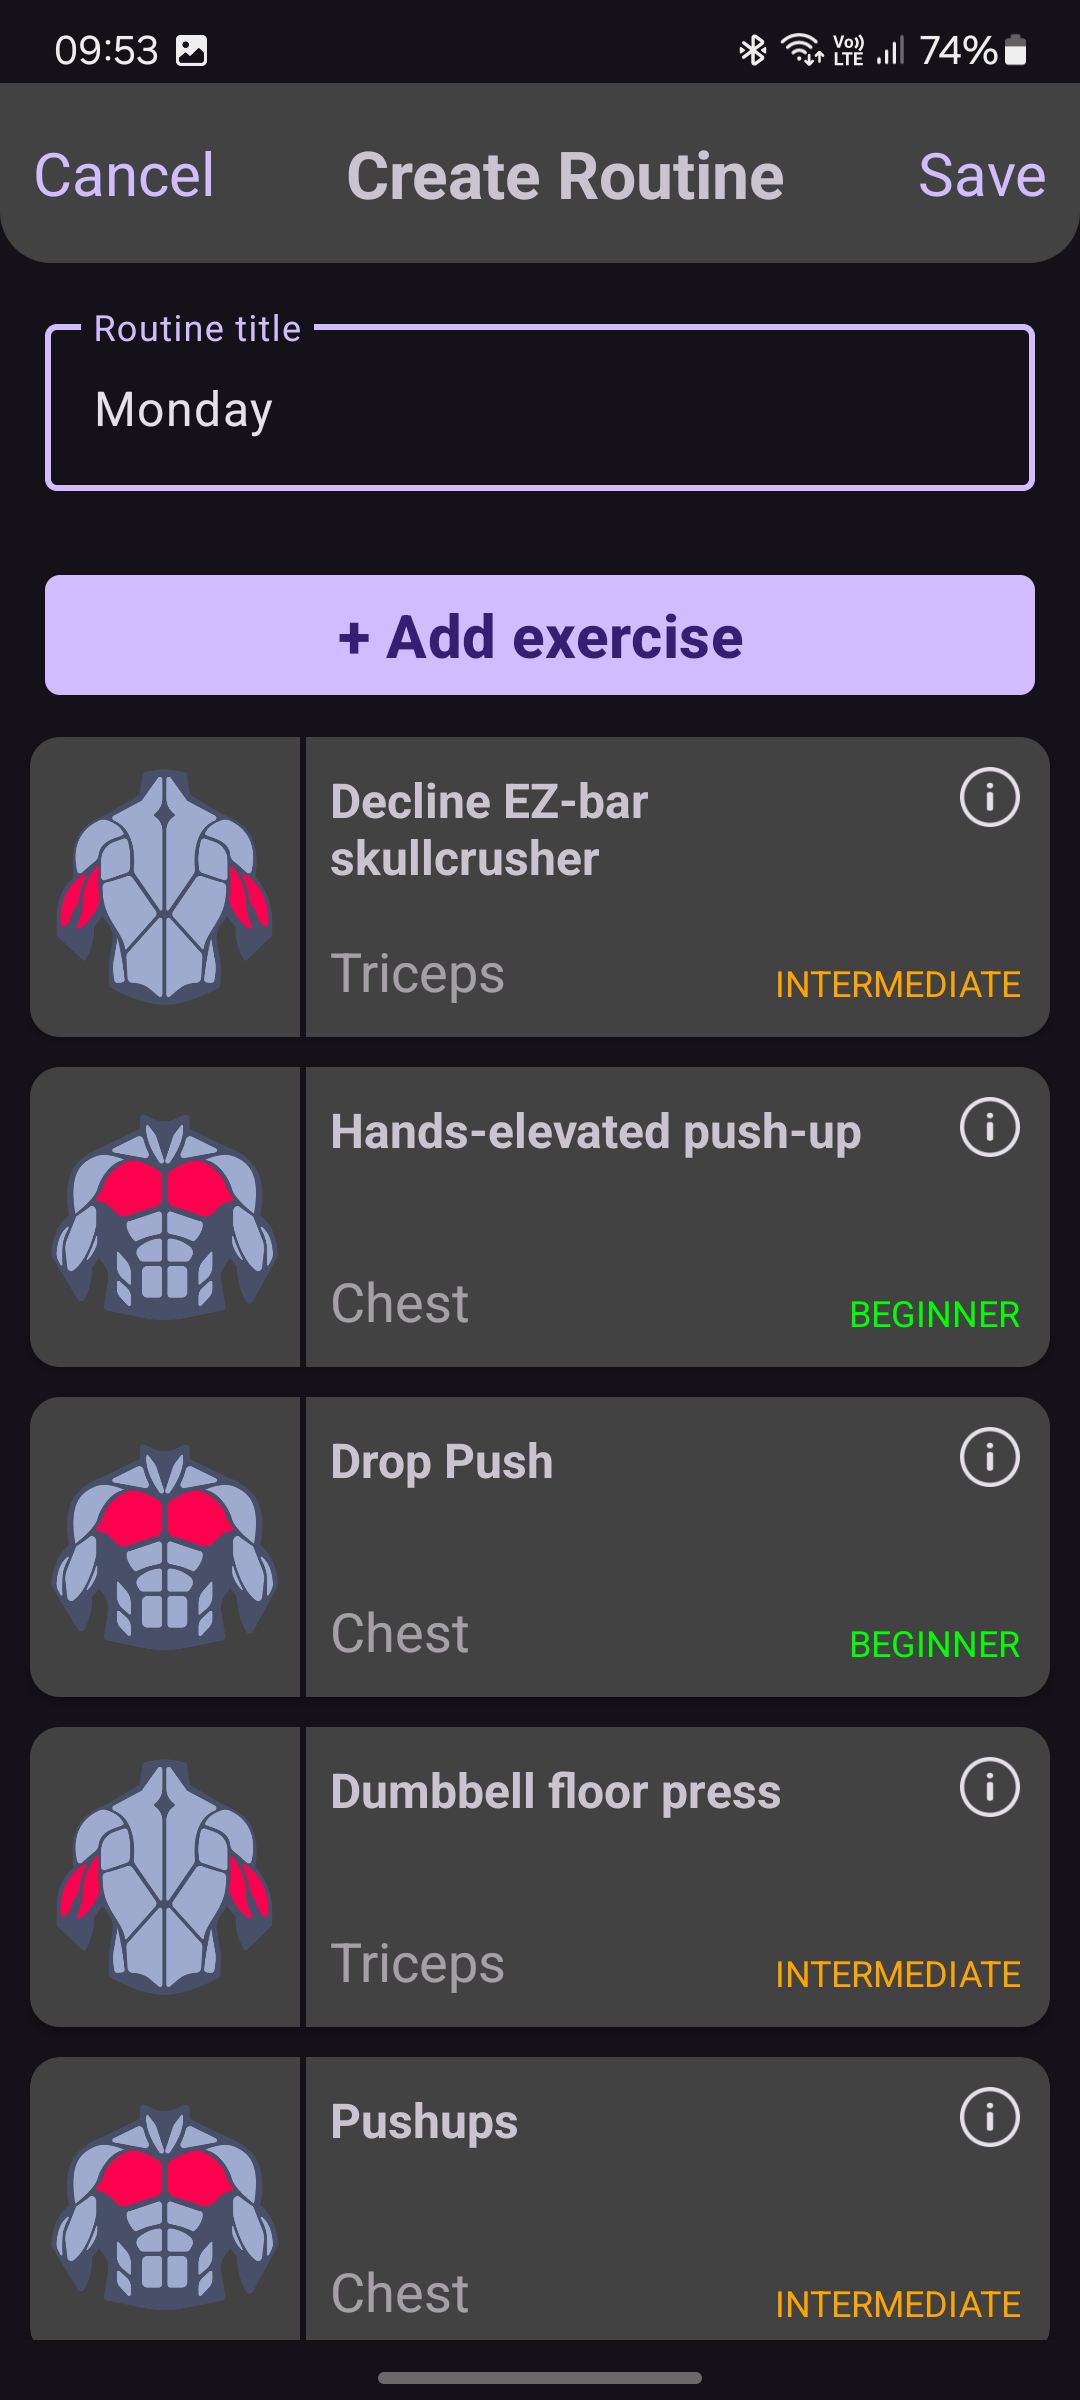 09:53 Vo)) LTE 74%
Cancel Create Routine Save
Routine title
Monday
+ Add exercise
Decline EZ-bar
skullcrusher
Triceps INTERMEDIATE
Hands-elevated push-up
Chest BEGINNER
Drop Push
Chest BEGINNER
Dumbbell floor press
Triceps INTERMEDIATE
Pushups
Chest INTERMEDIATE